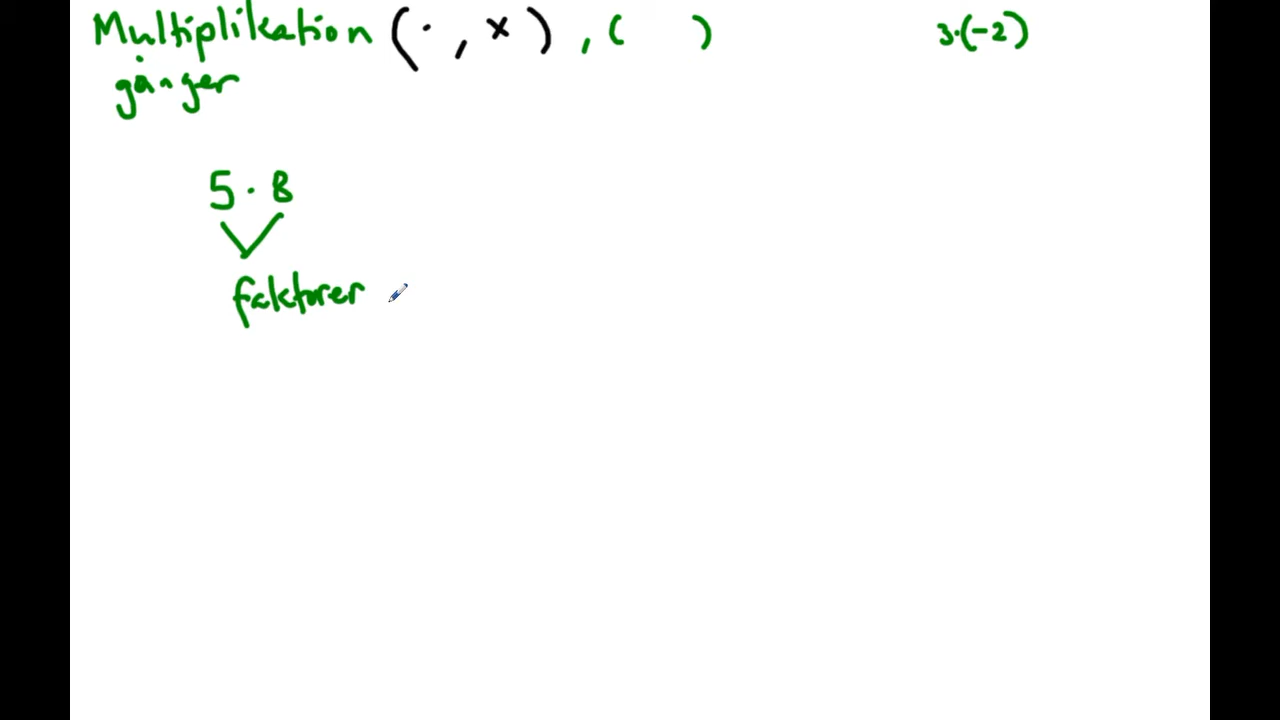 Multiplikation (·, x), ( ) 3·(-2)
gånger
5 · 8
faktorer